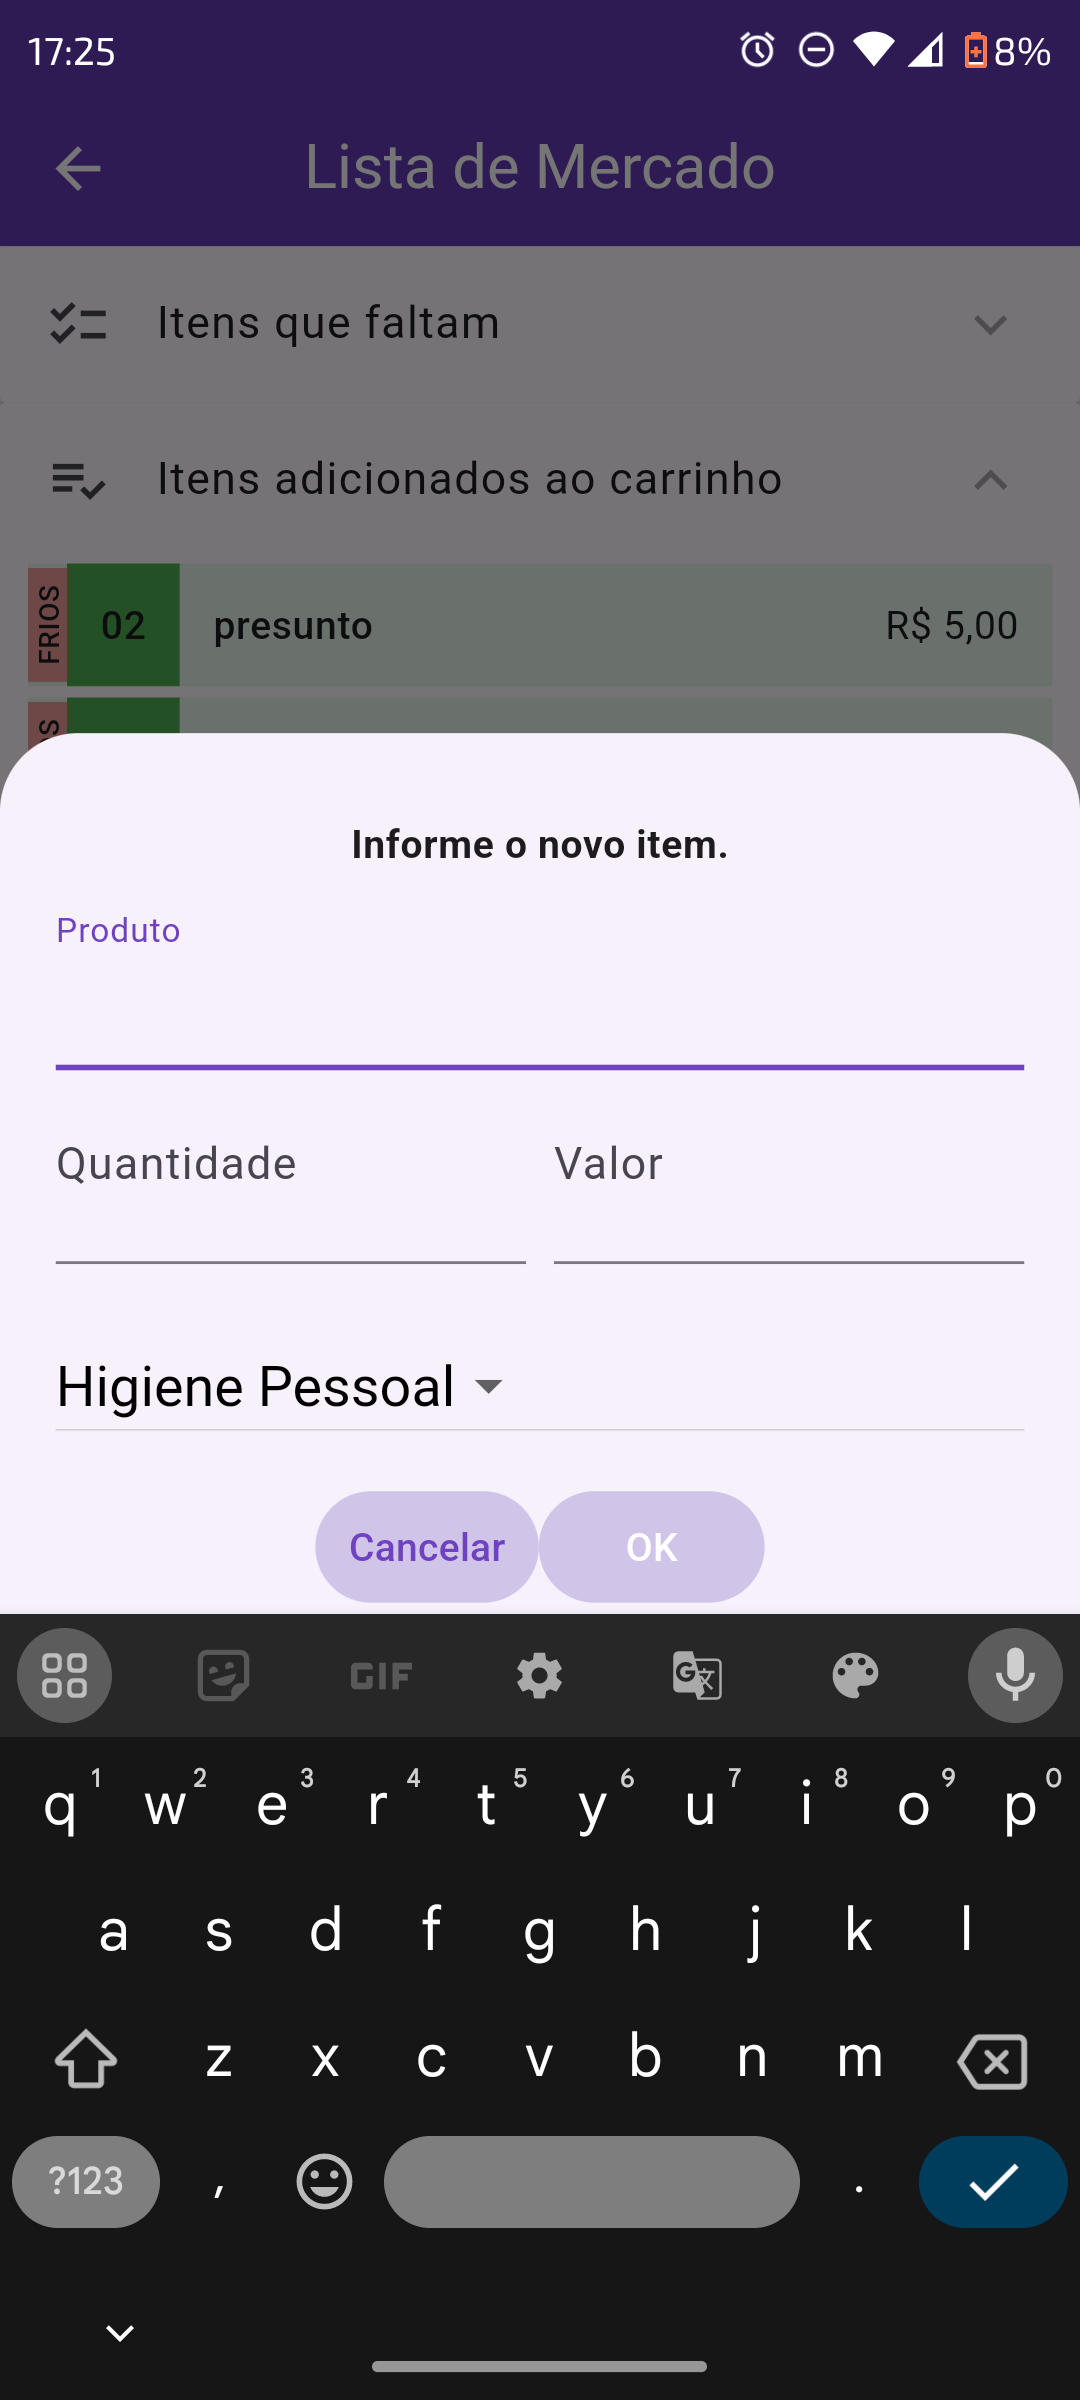 17:25
8%
Lista de Mercado
Itens que faltam
Itens adicionados ao carrinho
FRIOS
02
presunto
R$ 5,00
Informe o novo item.
Produto
Quantidade
Valor
Higiene Pessoal
Cancelar
OK
GIF
G 文
q 1 w 2 e 3 r 4 t 5 y 6 u 7 i 8 o 9 p 0
a s d f g h j k l
z x c v b n m
?123 , .